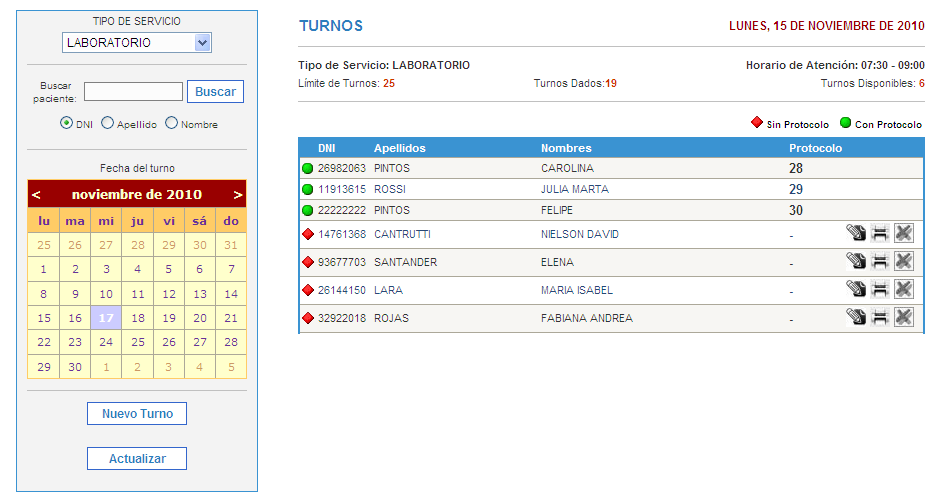 TIPO DE SERVICIO
LABORATORIO
Buscar paciente:
Buscar
DNI Apellido Nombre
Fecha del turno
< noviembre de 2010 >
lu ma mi ju vi sá do
25 26 27 28 29 30 31
1 2 3 4 5 6 7
8 9 10 11 12 13 14
15 16 17 18 19 20 21
22 23 24 25 26 27 28
29 30 1 2 3 4 5
Nuevo Turno
Actualizar
TURNOS LUNES, 15 DE NOVIEMBRE DE 2010
Tipo de Servicio: LABORATORIO Horario de Atención: 07:30 - 09:00
Límite de Turnos: 25 Turnos Dados:19 Turnos Disponibles: 6
Sin Protocolo Con Protocolo
DNI Apellidos Nombres Protocolo
26982063 PINTOS CAROLINA 28
11913615 ROSSI JULIA MARTA 29
22222222 PINTOS FELIPE 30
14761368 CANTRUTTI NIELSON DAVID -
93677703 SANTANDER ELENA -
26144150 LARA MARIA ISABEL -
32922018 ROJAS FABIANA ANDREA -